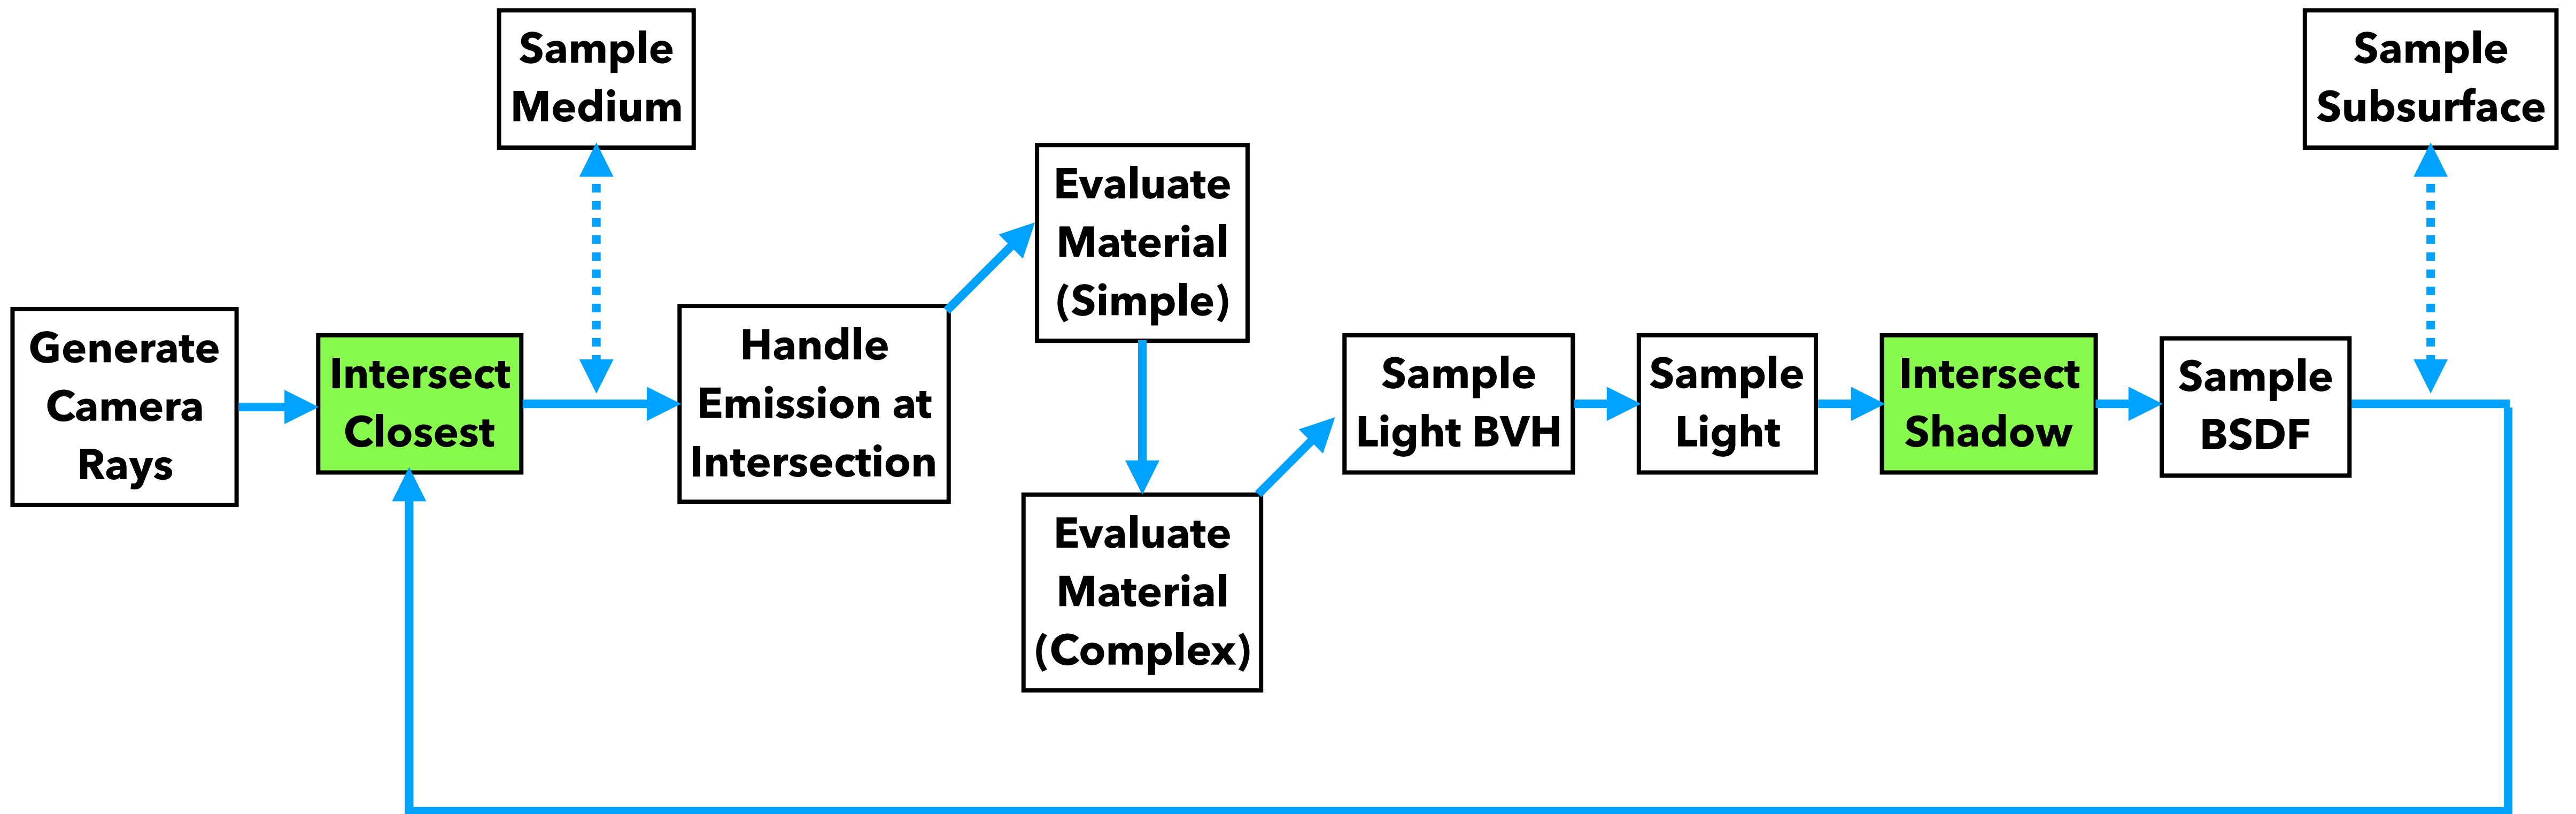 Sample
Medium
Sample
Subsurface
Evaluate
Material
(Simple)
Generate
Camera
Rays
Intersect
Closest
Handle
Emission at
Intersection
Evaluate
Material
(Complex)
Sample
Light BVH
Sample
Light
Intersect
Shadow
Sample
BSDF